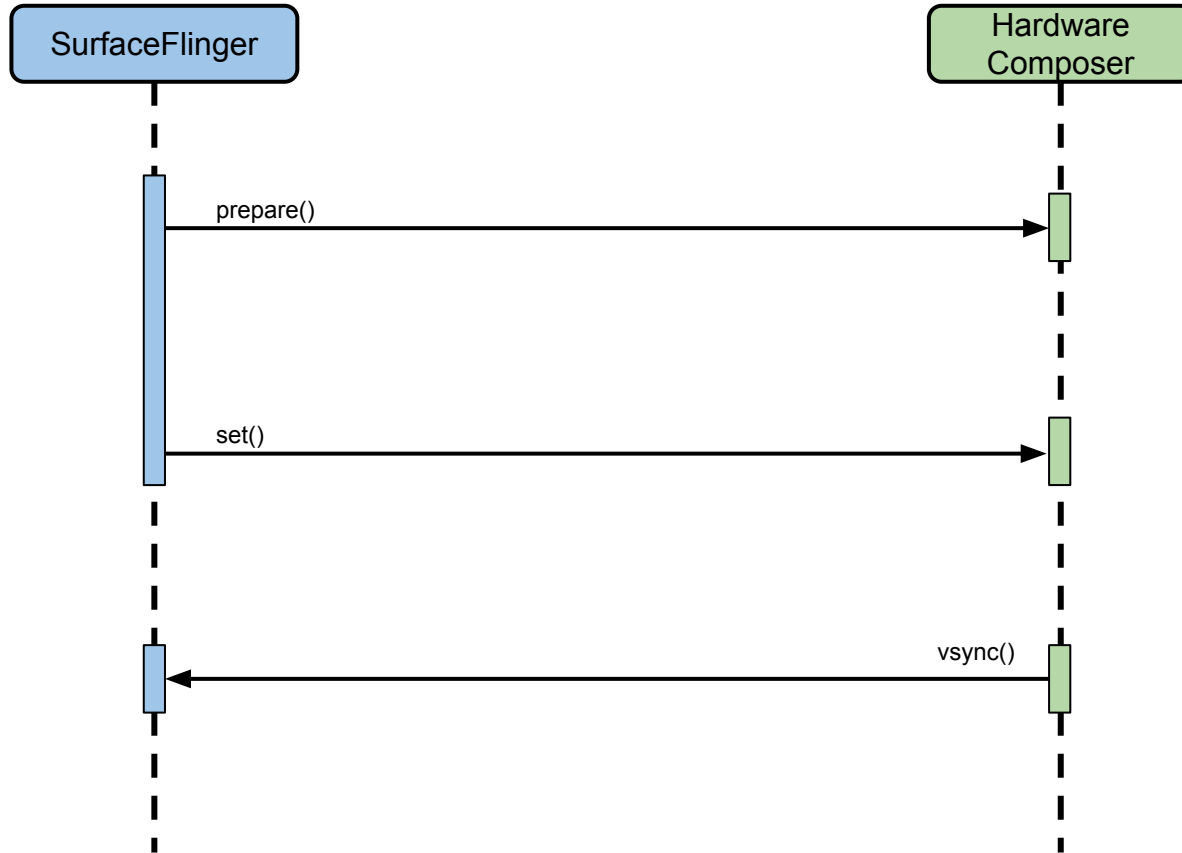 SurfaceFlinger
Hardware
Composer
prepare()
set()
vsync()